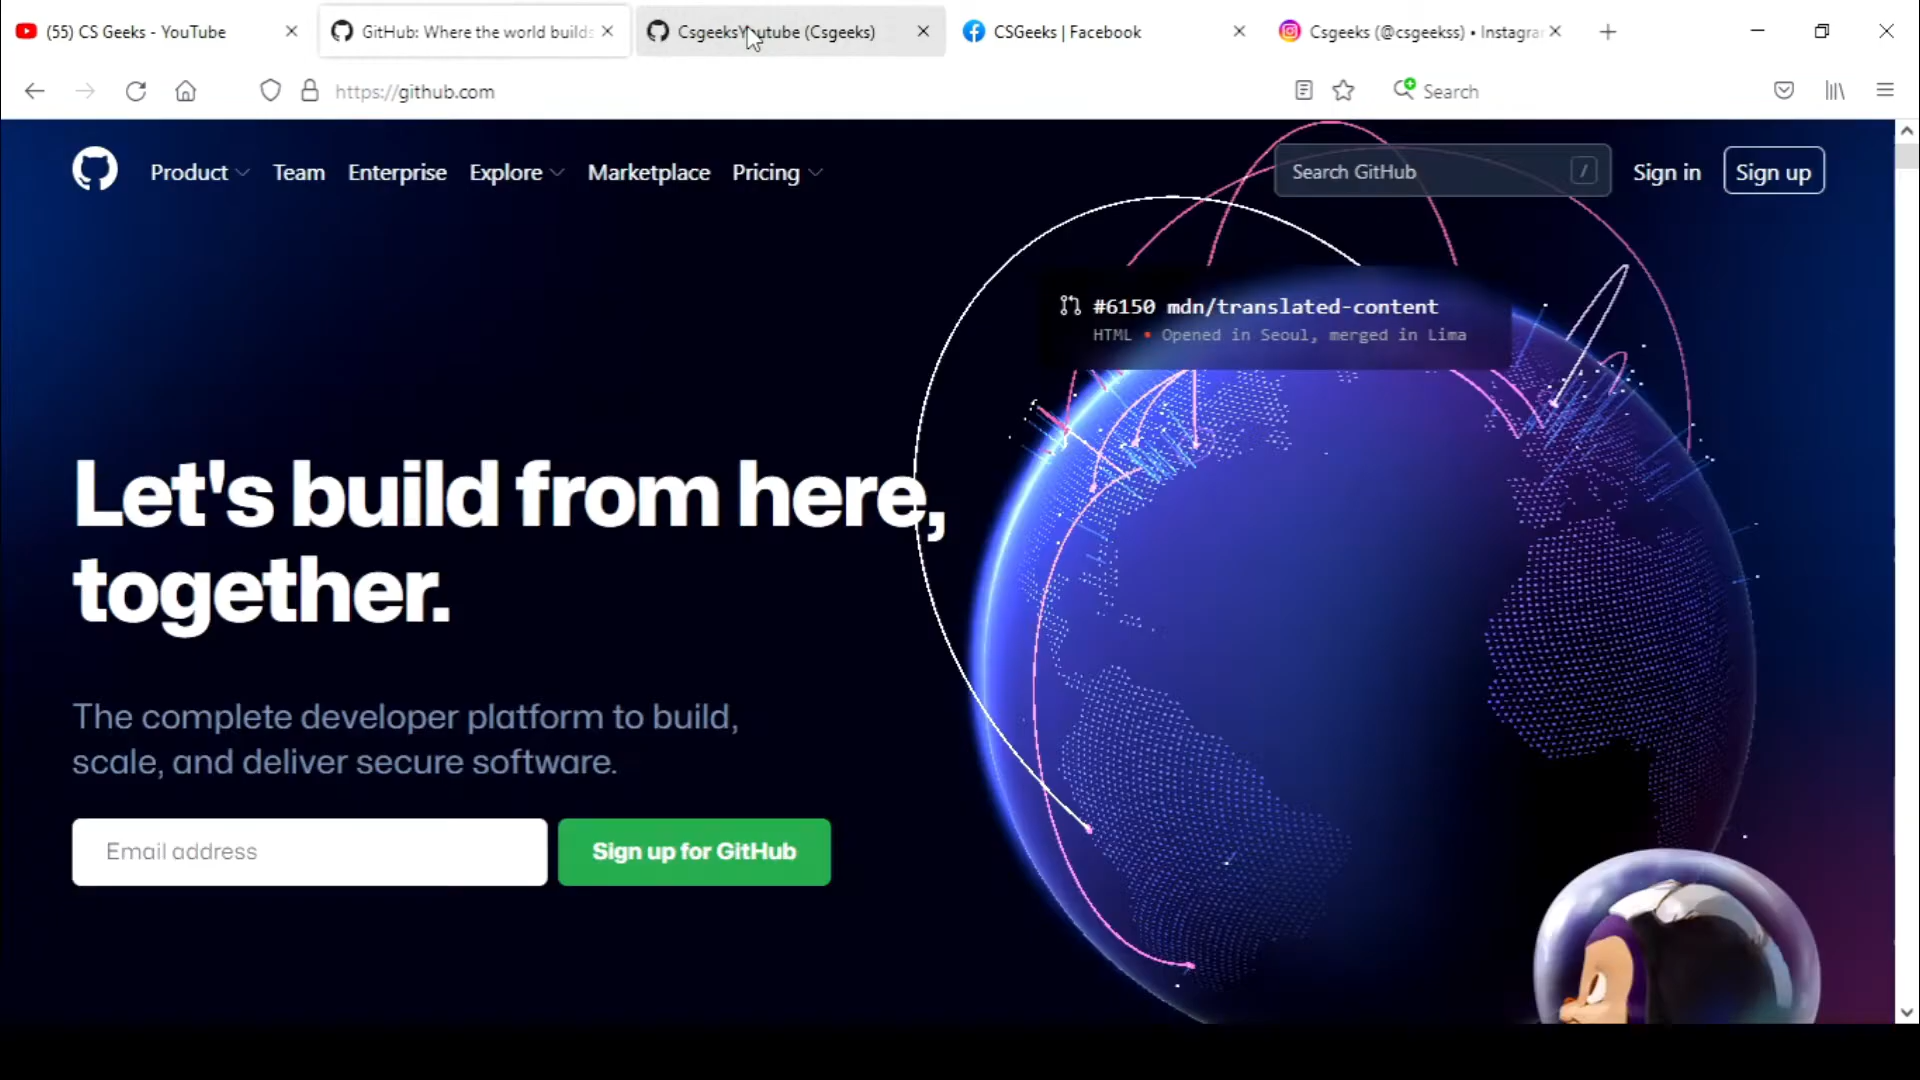 (55) CS Geeks - YouTube
GitHub: Where the world builds
CsgeeksYoutube (Csgeeks)
CSGeeks | Facebook
Csgeeks (@csgeekss) • Instagra
https://github.com
Search
Product
Team
Enterprise
Explore
Marketplace
Pricing
Search GitHub
/
Sign in
Sign up
#6150 mdn/translated-content
HTML • Opened in Seoul, merged in Lima
Let's build from here,
together.
The complete developer platform to build,
scale, and deliver secure software.
Email address
Sign up for GitHub